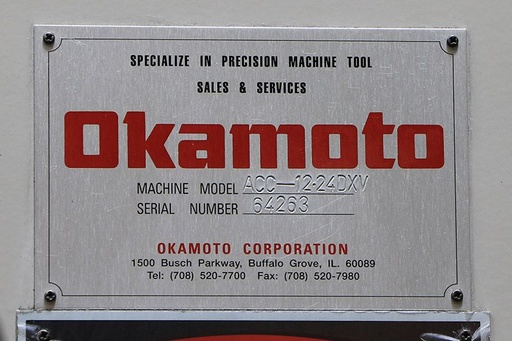 SPECIALIZE IN PRECISION MACHINE TOOL
SALES & SERVICES
Okamoto
MACHINE MODEL ACC-12·24DXV
SERIAL NUMBER 64263
OKAMOTO CORPORATION
1500 Busch Parkway, Buffalo Grove, IL. 60089
Tel: (708) 520-7700 Fax: (708) 520-7980